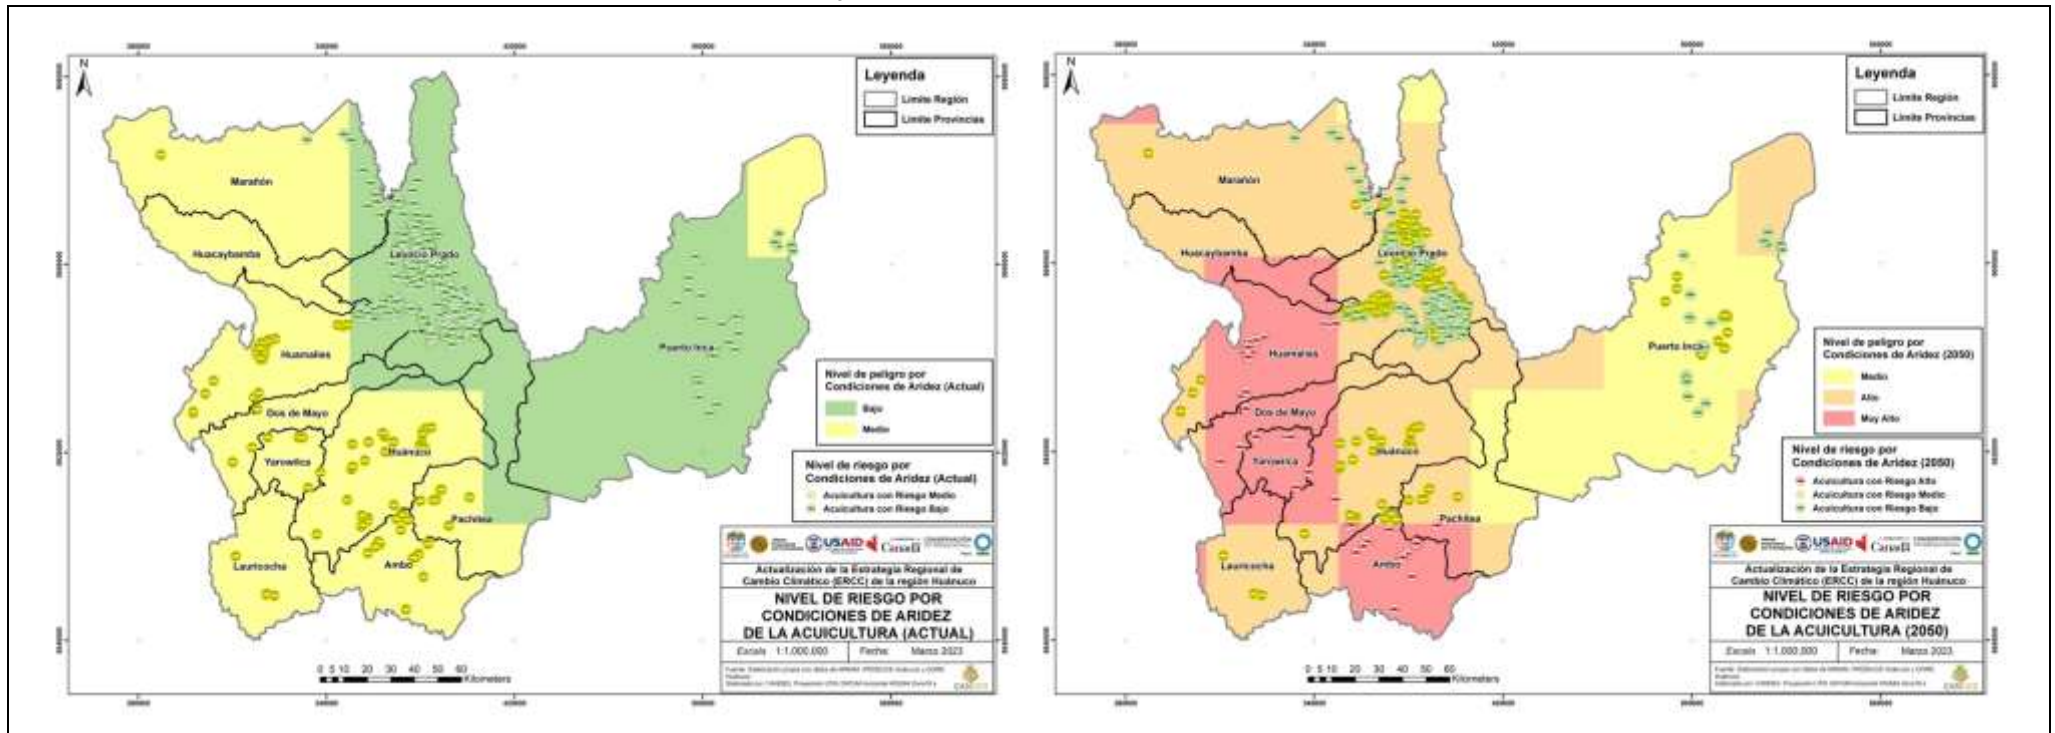 N
Leyenda
Limite Región
Limite Provincias
Marañón
Huacaybamba
Leoncio Prado
Huamalies
Puerto Inca
Dos de Mayo
Yarowilca
Huánuco
Pachitea
Lauricocha
Ambo
Nivel de peligro por
Condiciones de Aridez (Actual)
Bajo
Medio
Nivel de riesgo por
Condiciones de Aridez (Actual)
Acuicultura con Riesgo Medio
Acuicultura con Riesgo Bajo
USAID
Canadá
Actualización de la Estrategia Regional de
Cambio Climático (ERCC) de la región Huánuco
NIVEL DE RIESGO POR
CONDICIONES DE ARIDEZ
DE LA ACUICULTURA (ACTUAL)
Escala 1:1,000,000 Fecha: Marzo 2023
0 5 10 20 30 40 50 60
Kilometers
N
Leyenda
Limite Región
Limite Provincias
Marañón
Huacaybamba
Leoncio Prado
Huamalies
Puerto Inca
Dos de Mayo
Yarowilca
Huánuco
Pachitea
Lauricocha
Ambo
Nivel de peligro por
Condiciones de Aridez (2050)
Medio
Alto
Muy Alto
Nivel de riesgo por
Condiciones de Aridez (2050)
Acuicultura con Riesgo Alto
Acuicultura con Riesgo Medio
Acuicultura con Riesgo Bajo
USAID
Canadá
Actualización de la Estrategia Regional de
Cambio Climático (ERCC) de la región Huánuco
NIVEL DE RIESGO POR
CONDICIONES DE ARIDEZ
DE LA ACUICULTURA (2050)
Escala 1:1,000,000 Fecha: Marzo 2023
0 5 10 20 30 40 50 60
Kilometers